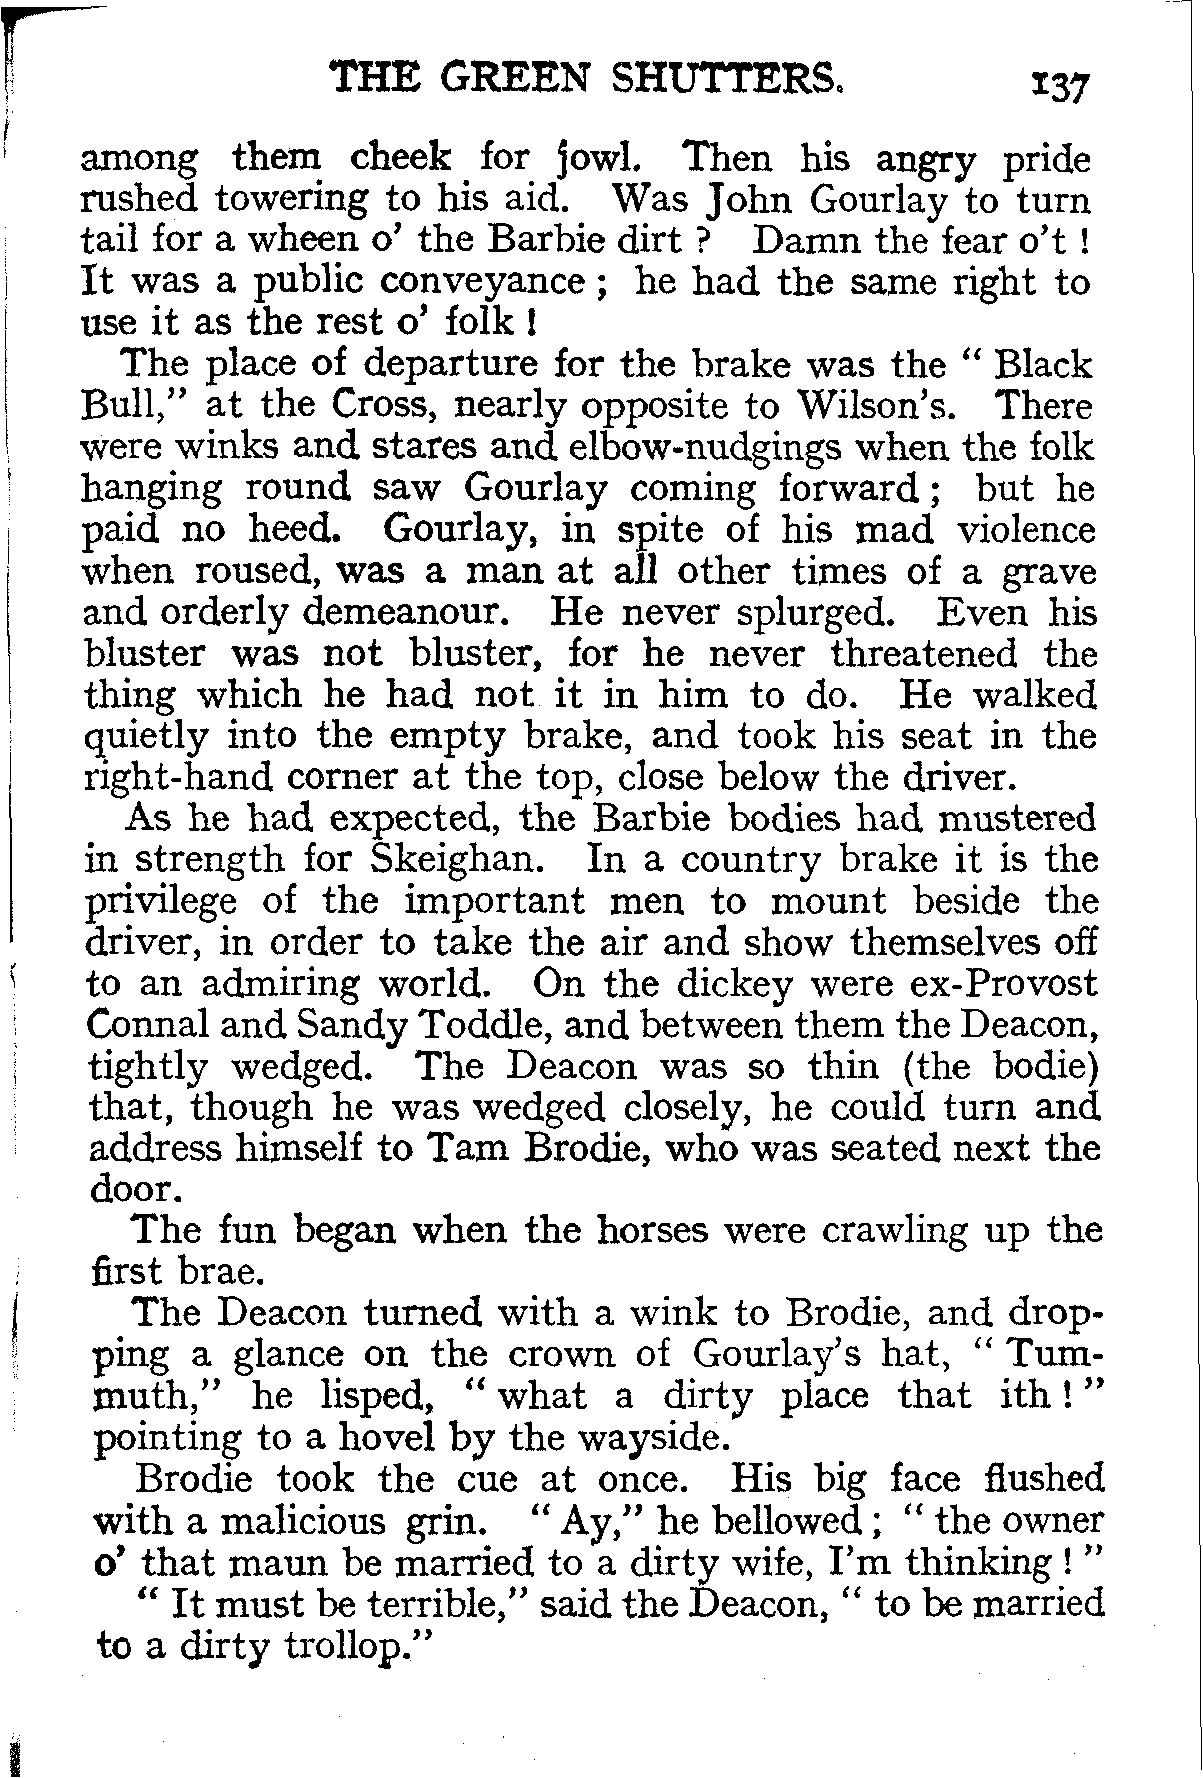 THE GREEN SHUTTERS. 137
among them cheek for jowl. Then his angry pride
rushed towering to his aid. Was John Gourlay to turn
tail for a wheen o' the Barbie dirt ? Damn the fear o't !
It was a public conveyance ; he had the same right to
use it as the rest o' folk !
The place of departure for the brake was the " Black
Bull," at the Cross, nearly opposite to Wilson's. There
were winks and stares and elbow-nudgings when the folk
hanging round saw Gourlay coming forward ; but he
paid no heed. Gourlay, in spite of his mad violence
when roused, was a man at all other times of a grave
and orderly demeanour. He never splurged. Even his
bluster was not bluster, for he never threatened the
thing which he had not it in him to do. He walked
quietly into the empty brake, and took his seat in the
right-hand corner at the top, close below the driver.
As he had expected, the Barbie bodies had mustered
in strength for Skeighan. In a country brake it is the
privilege of the important men to mount beside the
driver, in order to take the air and show themselves off
to an admiring world. On the dickey were ex-Provost
Connal and Sandy Toddle, and between them the Deacon,
tightly wedged. The Deacon was so thin (the bodie)
that, though he was wedged closely, he could turn and
address himself to Tam Brodie, who was seated next the
door.
The fun began when the horses were crawling up the
first brae.
The Deacon turned with a wink to Brodie, and drop-
ping a glance on the crown of Gourlay's hat, " Tum-
muth," he lisped, " what a dirty place that ith ! "
pointing to a hovel by the wayside.
Brodie took the cue at once. His big face flushed
with a malicious grin. " Ay," he bellowed ; " the owner
o' that maun be married to a dirty wife, I'm thinking ! "
" It must be terrible," said the Deacon, " to be married
to a dirty trollop."